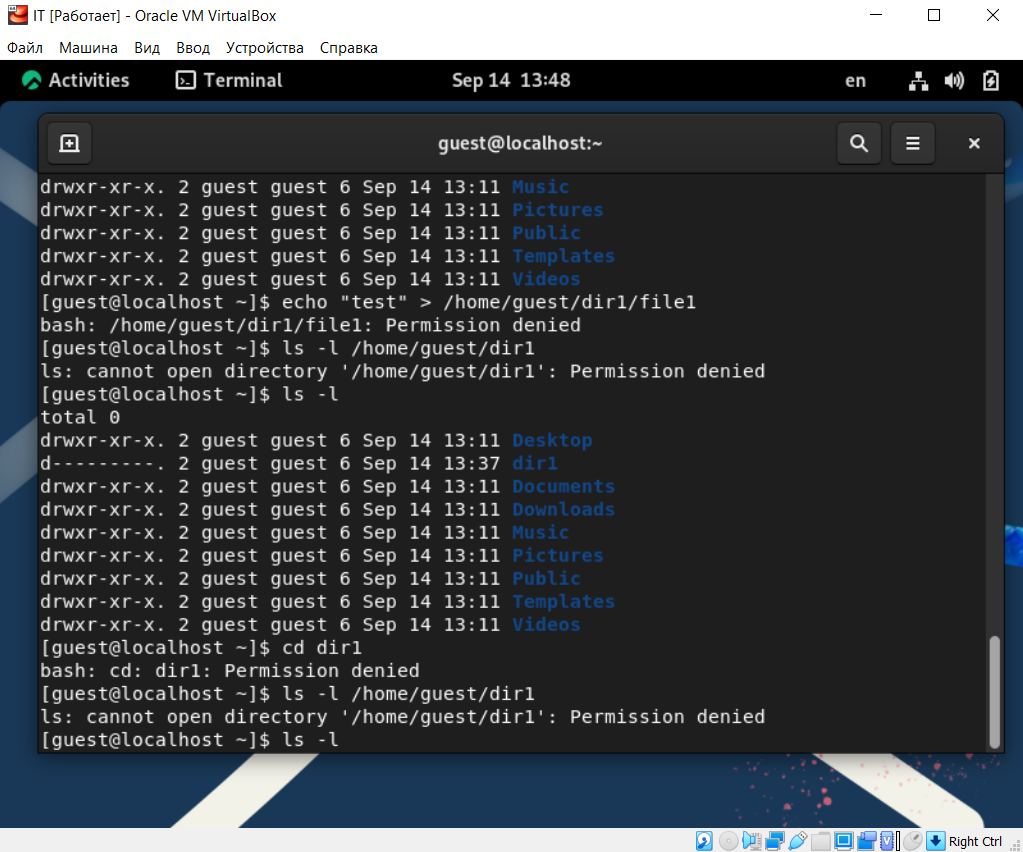 IT [Работает] - Oracle VM VirtualBox
Файл Машина Вид Ввод Устройства Справка
Activities Terminal Sep 14 13:48 en
guest@localhost:~
drwxr-xr-x. 2 guest guest 6 Sep 14 13:11 Music
drwxr-xr-x. 2 guest guest 6 Sep 14 13:11 Pictures
drwxr-xr-x. 2 guest guest 6 Sep 14 13:11 Public
drwxr-xr-x. 2 guest guest 6 Sep 14 13:11 Templates
drwxr-xr-x. 2 guest guest 6 Sep 14 13:11 Videos
[guest@localhost ~]$ echo "test" > /home/guest/dir1/file1
bash: /home/guest/dir1/file1: Permission denied
[guest@localhost ~]$ ls -l /home/guest/dir1
ls: cannot open directory '/home/guest/dir1': Permission denied
[guest@localhost ~]$ ls -l
total 0
drwxr-xr-x. 2 guest guest 6 Sep 14 13:11 Desktop
d---------. 2 guest guest 6 Sep 14 13:37 dir1
drwxr-xr-x. 2 guest guest 6 Sep 14 13:11 Documents
drwxr-xr-x. 2 guest guest 6 Sep 14 13:11 Downloads
drwxr-xr-x. 2 guest guest 6 Sep 14 13:11 Music
drwxr-xr-x. 2 guest guest 6 Sep 14 13:11 Pictures
drwxr-xr-x. 2 guest guest 6 Sep 14 13:11 Public
drwxr-xr-x. 2 guest guest 6 Sep 14 13:11 Templates
drwxr-xr-x. 2 guest guest 6 Sep 14 13:11 Videos
[guest@localhost ~]$ cd dir1
bash: cd: dir1: Permission denied
[guest@localhost ~]$ ls -l /home/guest/dir1
ls: cannot open directory '/home/guest/dir1': Permission denied
[guest@localhost ~]$ ls -l
Right Ctrl